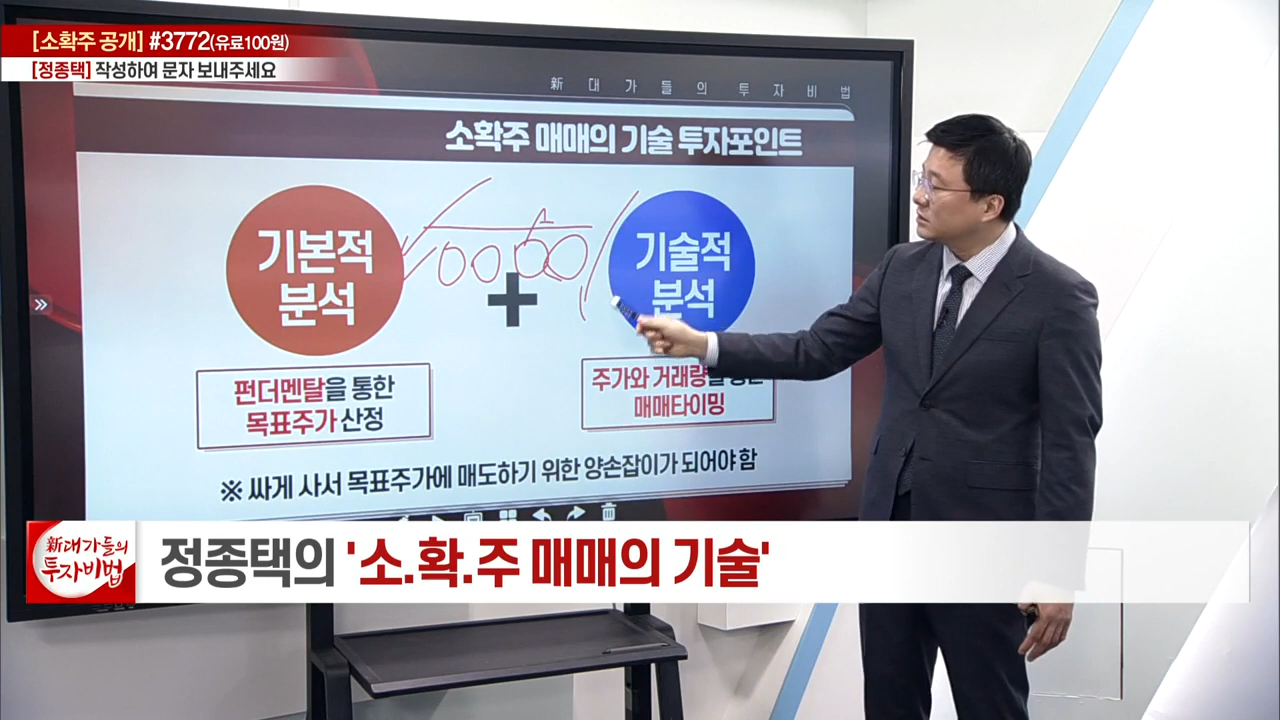 [소확주 공개] #3772(유료100원)
[정종택] 작성하여 문자 보내주세요
新 대 가 들 의 투 자 비 법
소확주 매매의 기술 투자포인트
기본적
분석
+
기술적
분석
펀더멘탈을 통한
목표주가 산정
주가와 거래량을
매매타이밍
※ 싸게 사서 목표주가에 매도하기 위한 양손잡이가 되어야 함
新대가들의
투자비법
정종택의 '소.확.주 매매의 기술'